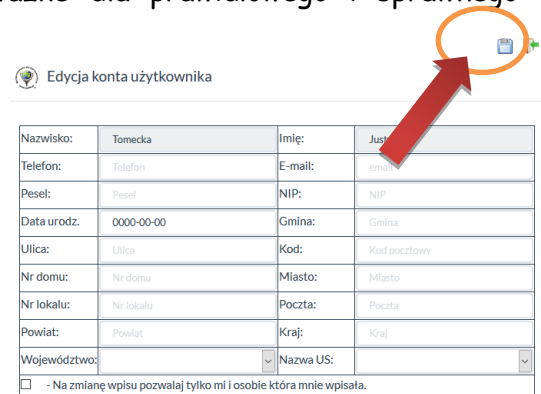 Edycja konta użytkownika
Nazwisko: Tomecka Imię: Just
Telefon: Telefon E-mail: email
Pesel: Pesel NIP: NIP
Data urodz. 0000-00-00 Gmina: Gmina
Ulica: Ulica Kod: Kod pocztowy
Nr domu: Nr domu Miasto: Miasto
Nr lokalu: Nr lokalu Poczta: Poczta
Powiat: Powiat Kraj: Kraj
Województwo: Nazwa US:
- Na zmianę wpisu pozwalaj tylko mi i osobie która mnie wpisała.